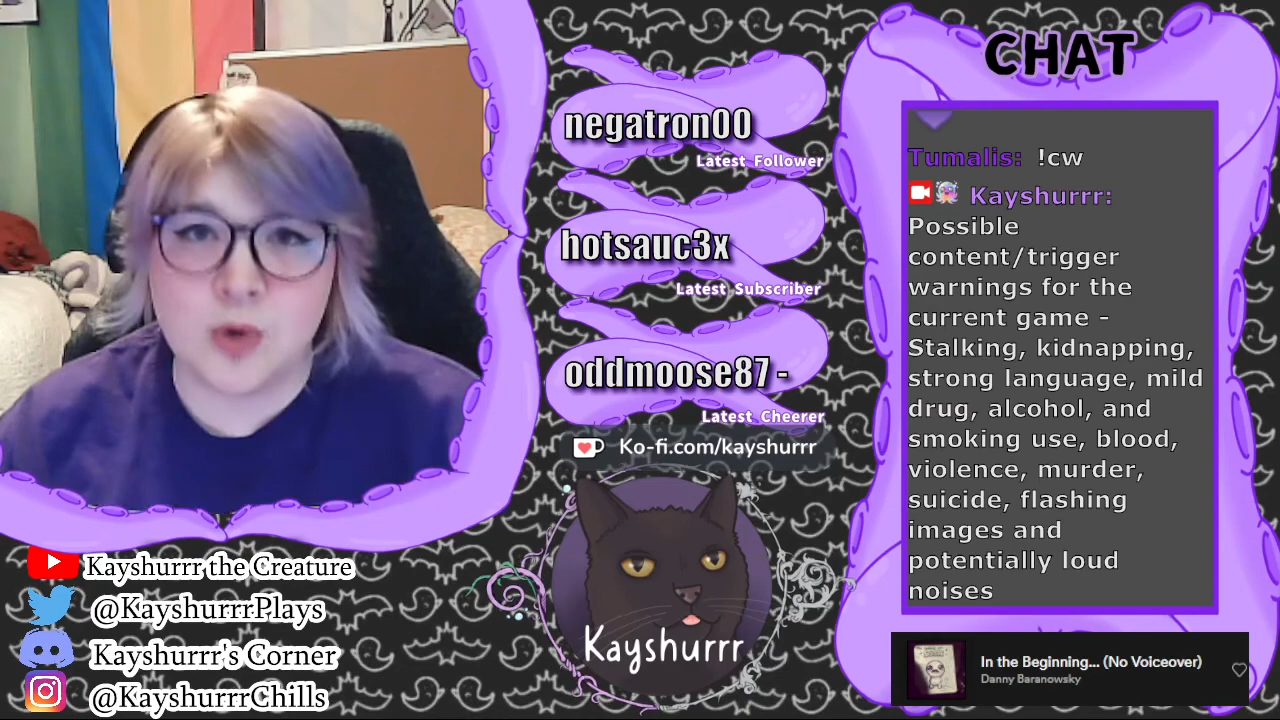 negatron00
Latest Follower
hotsauc3x
Latest Subscriber
oddmoose87 -
Latest Cheerer
Ko-fi.com/kayshurrr
Kayshurrr
Kayshurrr the Creature
@KayshurrrPlays
Kayshurrr's Corner
@KayshurrrChills
CHAT
Tumalis: !cw
Kayshurrr:
Possible
content/trigger
warnings for the
current game -
Stalking, kidnapping,
strong language, mild
drug, alcohol, and
smoking use, blood,
violence, murder,
suicide, flashing
images and
potentially loud
noises
In the Beginning... (No Voiceover)
Danny Baranowsky